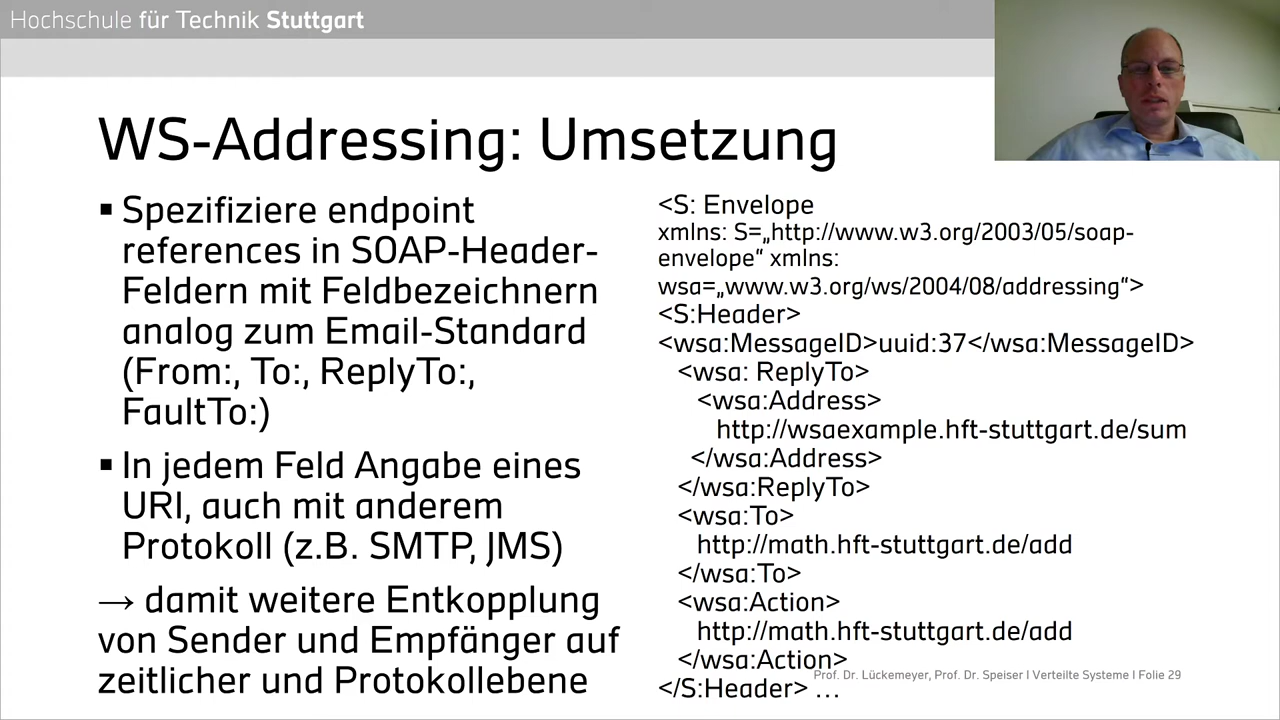 Hochschule für Technik Stuttgart
WS-Addressing: Umsetzung
▪ Spezifiziere endpoint
references in SOAP-Header-
Feldern mit Feldbezeichnern
analog zum Email-Standard
(From:, To:, ReplyTo:,
FaultTo:)
▪ In jedem Feld Angabe eines
URI, auch mit anderem
Protokoll (z.B. SMTP, JMS)
→ damit weitere Entkopplung
von Sender und Empfänger auf
zeitlicher und Protokollebene
<S: Envelope
xmlns: S=„http://www.w3.org/2003/05/soap-
envelope“ xmlns:
wsa=„www.w3.org/ws/2004/08/addressing“>
<S:Header>
<wsa:MessageID>uuid:37</wsa:MessageID>
<wsa: ReplyTo>
<wsa:Address>
http://wsaexample.hft-stuttgart.de/sum
</wsa:Address>
</wsa:ReplyTo>
<wsa:To>
http://math.hft-stuttgart.de/add
</wsa:To>
<wsa:Action>
http://math.hft-stuttgart.de/add
</wsa:Action>
</S:Header> ...
Prof. Dr. Lückemeyer, Prof. Dr. Speiser I Verteilte Systeme I Folie 29